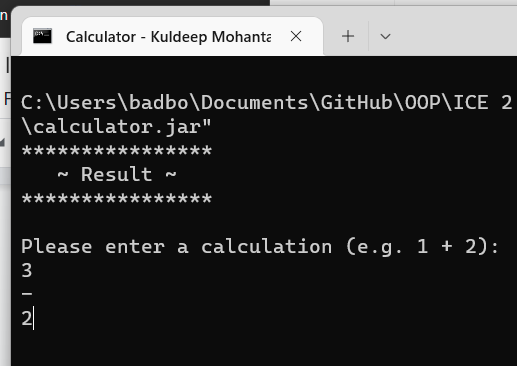 n
Calculator - Kuldeep Mohanta
C:\Users\badbo\Documents\GitHub\OOP\ICE 2
\calculator.jar"
****************
~ Result ~
****************
Please enter a calculation (e.g. 1 + 2):
3
-
2